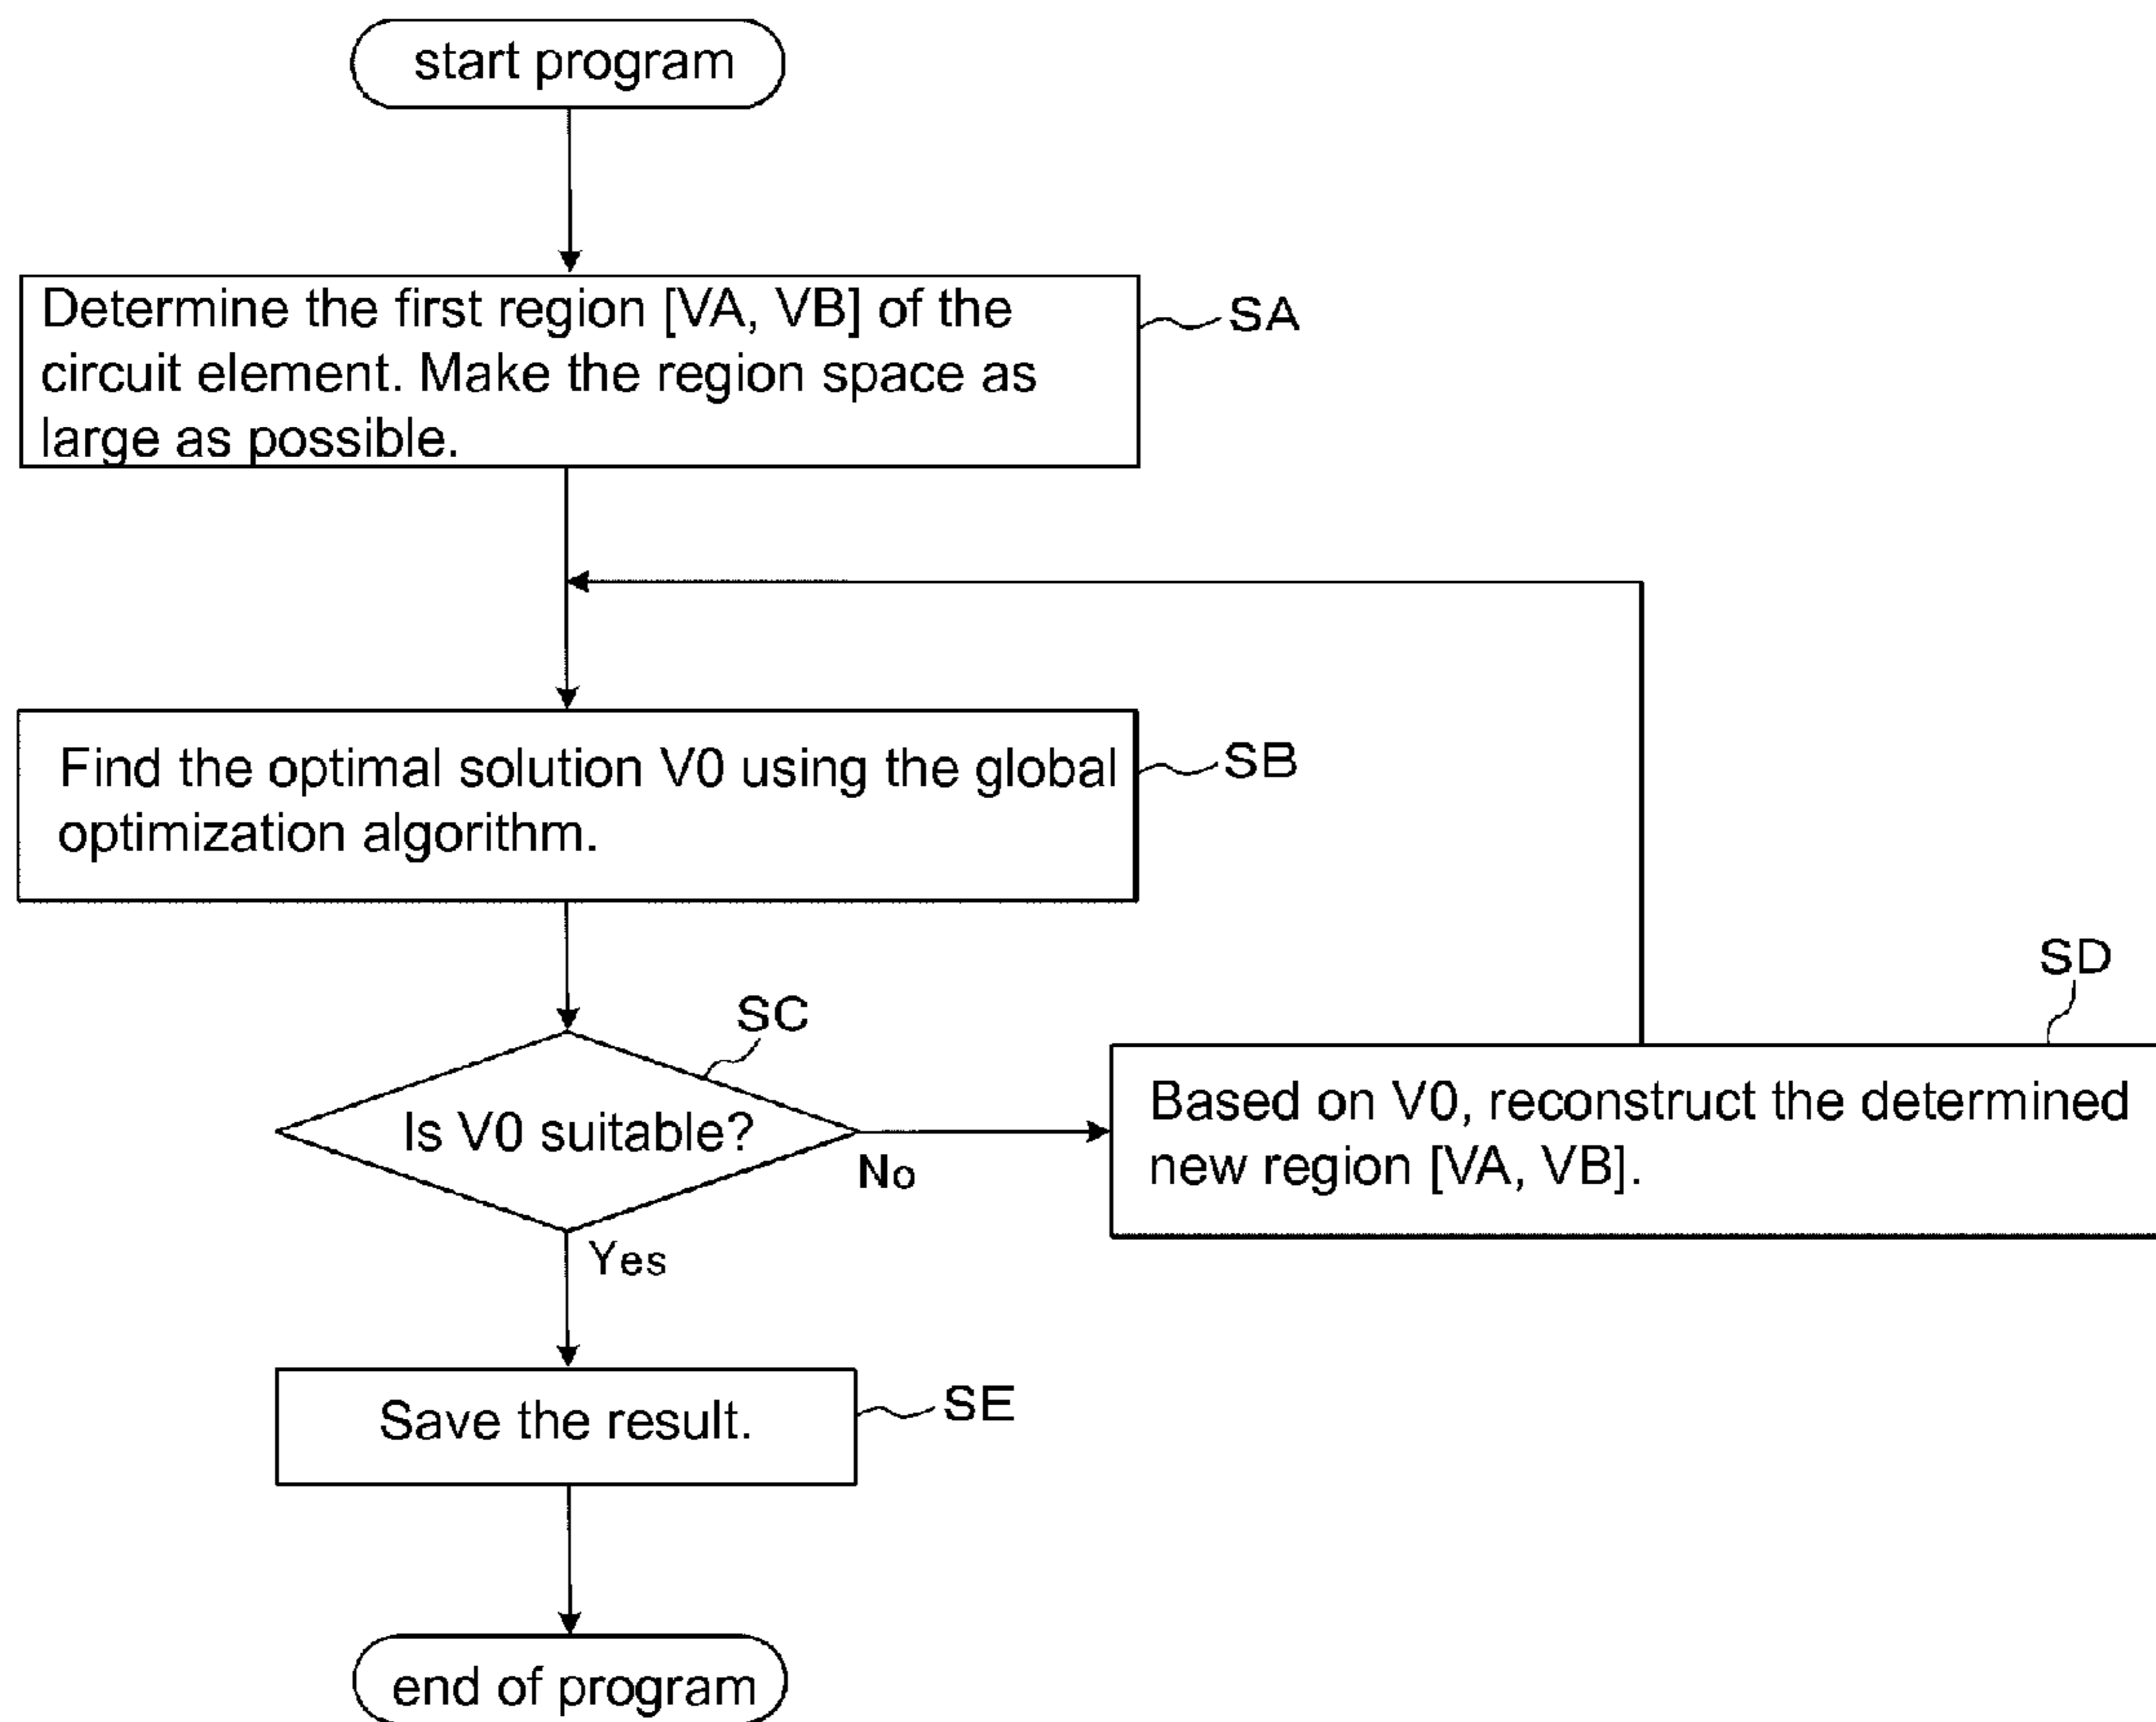 start program
Determine the first region [VA, VB] of the
circuit element. Make the region space as
large as possible.
SA
Find the optimal solution V0 using the global
optimization algorithm.
SB
SC
Is V0 suitable?
No
Yes
SD
Based on V0, reconstruct the determined
new region [VA, VB].
Save the result.
SE
end of program